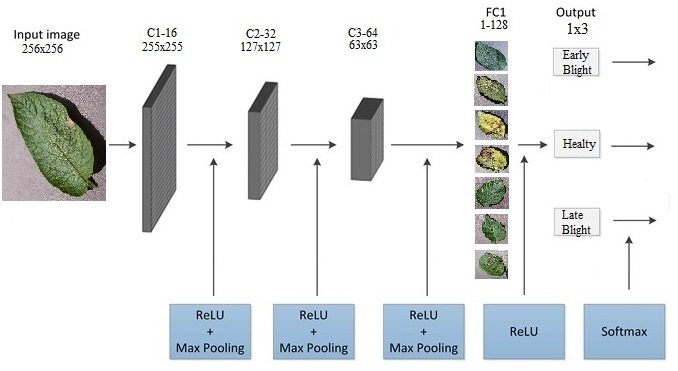 Input image
256x256
C1-16
255x255
C2-32
127x127
C3-64
63x63
FC1
1-128
Output
1x3
Early
Blight
Healty
Late
Blight
ReLU
+
Max Pooling
ReLU
+
Max Pooling
ReLU
+
Max Pooling
ReLU
Softmax